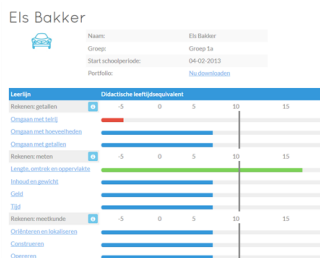 Els Bakker
Naam: Els Bakker
Groep: Groep 1a
Start schoolperiode: 04-02-2013
Portfolio: Nu downloaden
Leerlijn Didactische leeftijdsequivalent
Rekenen: getallen -5 0 5 10 15
Omgaan met hoeveelheden
Omgaan met getallen
Rekenen: meten -5 0 5 10 15
Lengte, omtrek en oppervlakte
Inhoud en gewicht
Geld
Tijd
Rekenen: meetkunde -5 0 5 10 15
Oriënteren en lokaliseren
Construeren
Opereren